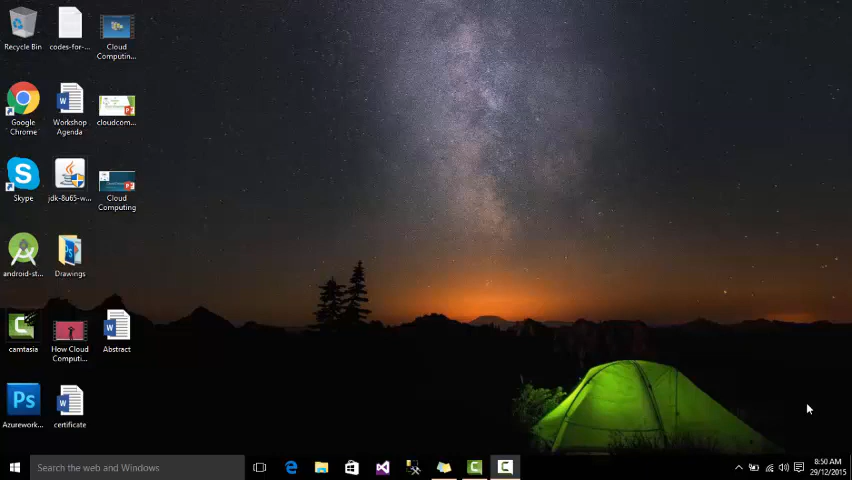 Recycle Bin
codes-for-...
Cloud
Computin...
Google
Chrome
Workshop
Agenda
cloudcom...
Skype
jdk-8u65-w...
Cloud
Computing
android-st...
Drawings
camtasia
How Cloud
Computi...
Abstract
Azurework...
certificate
Search the web and Windows
8:50 AM
29/12/2015